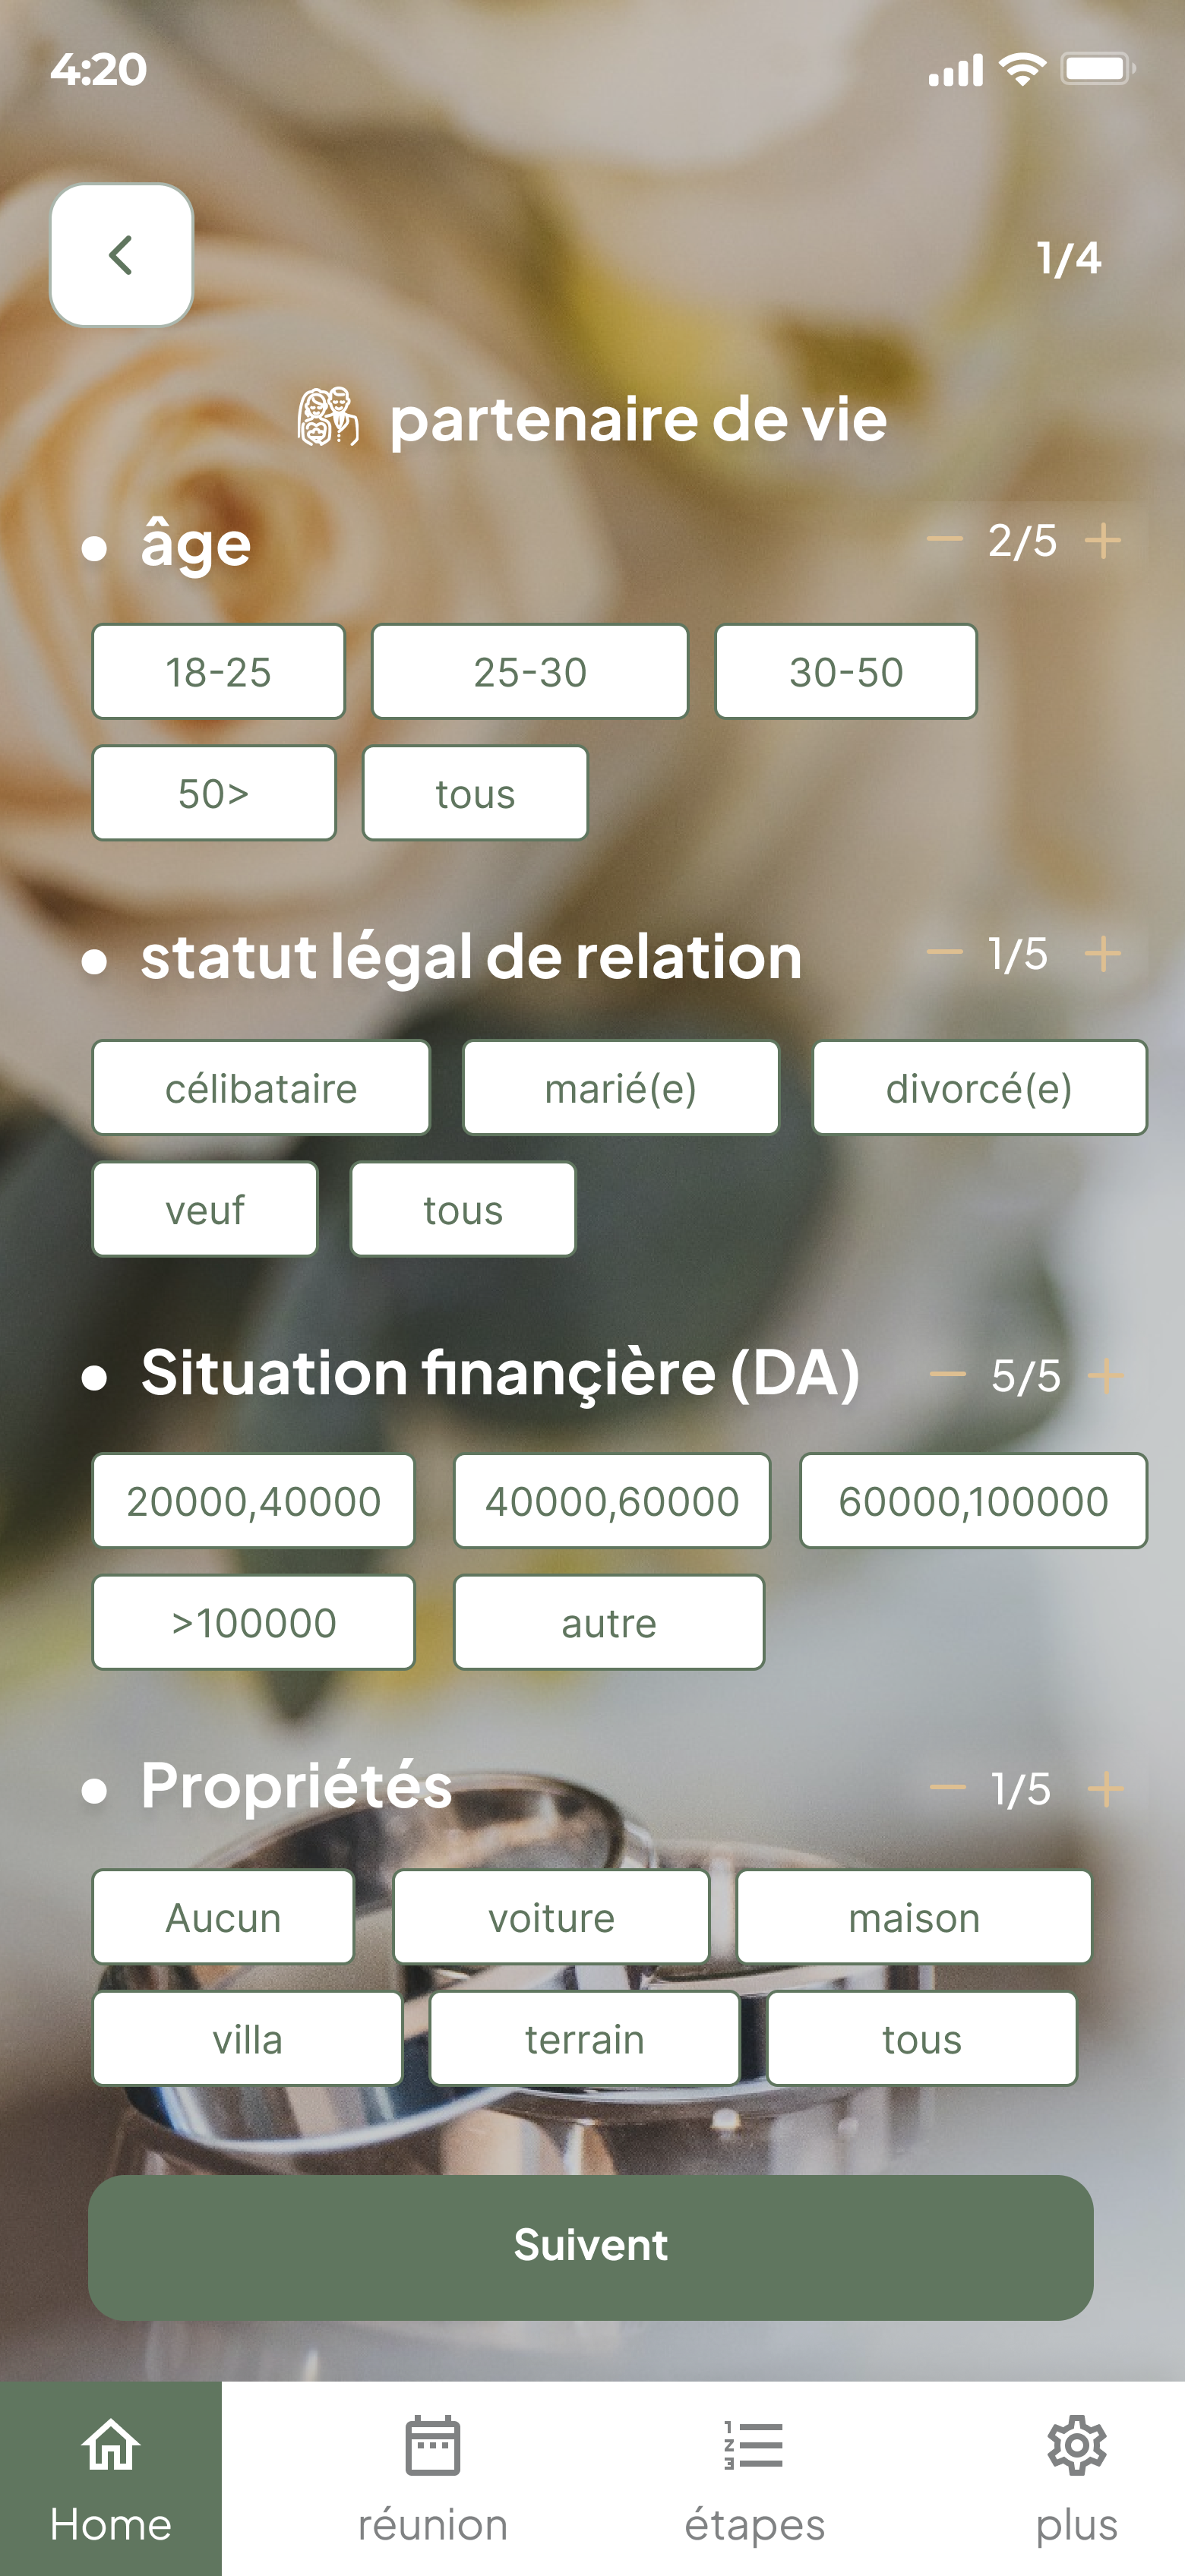 4:20
1/4
partenaire de vie
• âge − 2/5 +
18-25 25-30 30-50
50> tous
• statut légal de relation − 1/5 +
célibataire marié(e) divorcé(e)
veuf tous
• Situation finançière (DA) − 5/5 +
20000,40000 40000,60000 60000,100000
>100000 autre
• Propriétés − 1/5 +
Aucun voiture maison
villa terrain tous
Suivent
Home réunion étapes plus